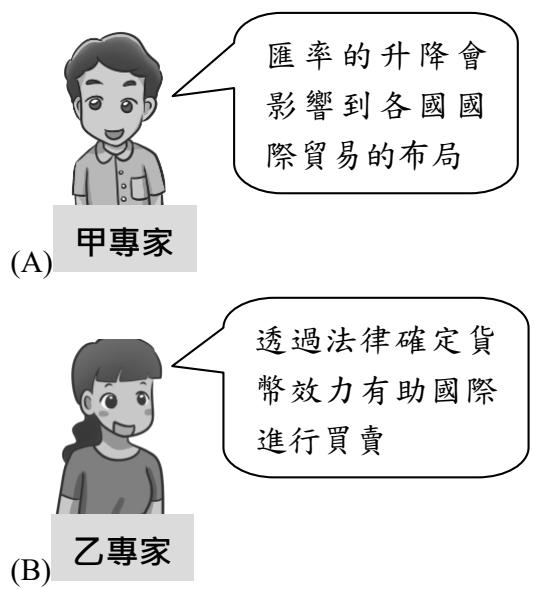 匯率的升降會
影響到各國國
際貿易的布局
甲專家
(A)
透過法律確定貨
幣效力有助國際
進行買賣
乙專家
(B)